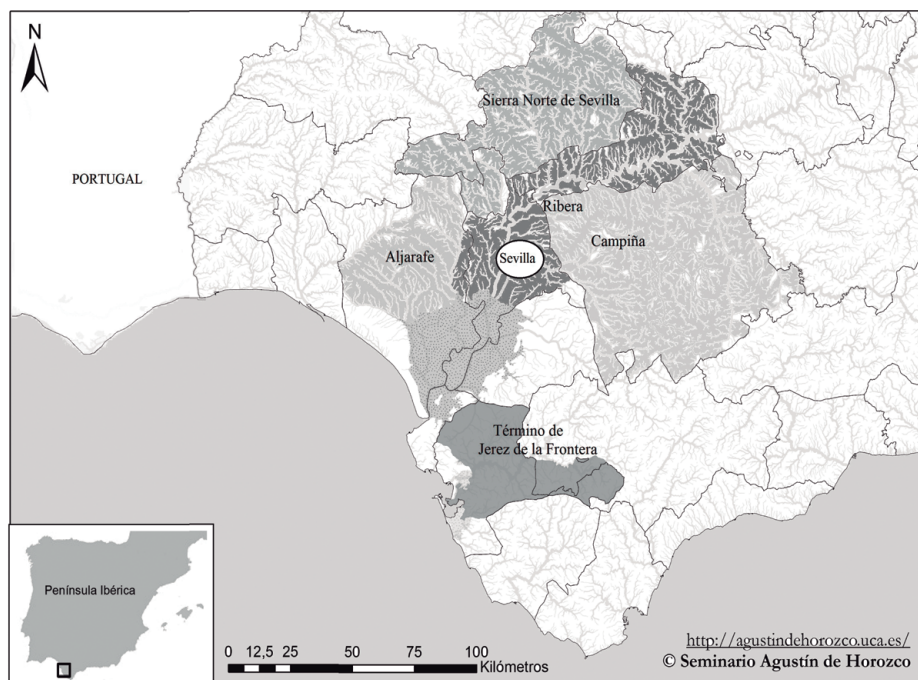 N
Sierra Norte de Sevilla
PORTUGAL
Ribera
Campiña
Aljarafe
Sevilla
Término de
Jerez de la Frontera
Península Ibérica
0 12,5 25 50 75 100
Kilómetros
http://agustindehorozco.uca.es/
© Seminario Agustín de Horozco